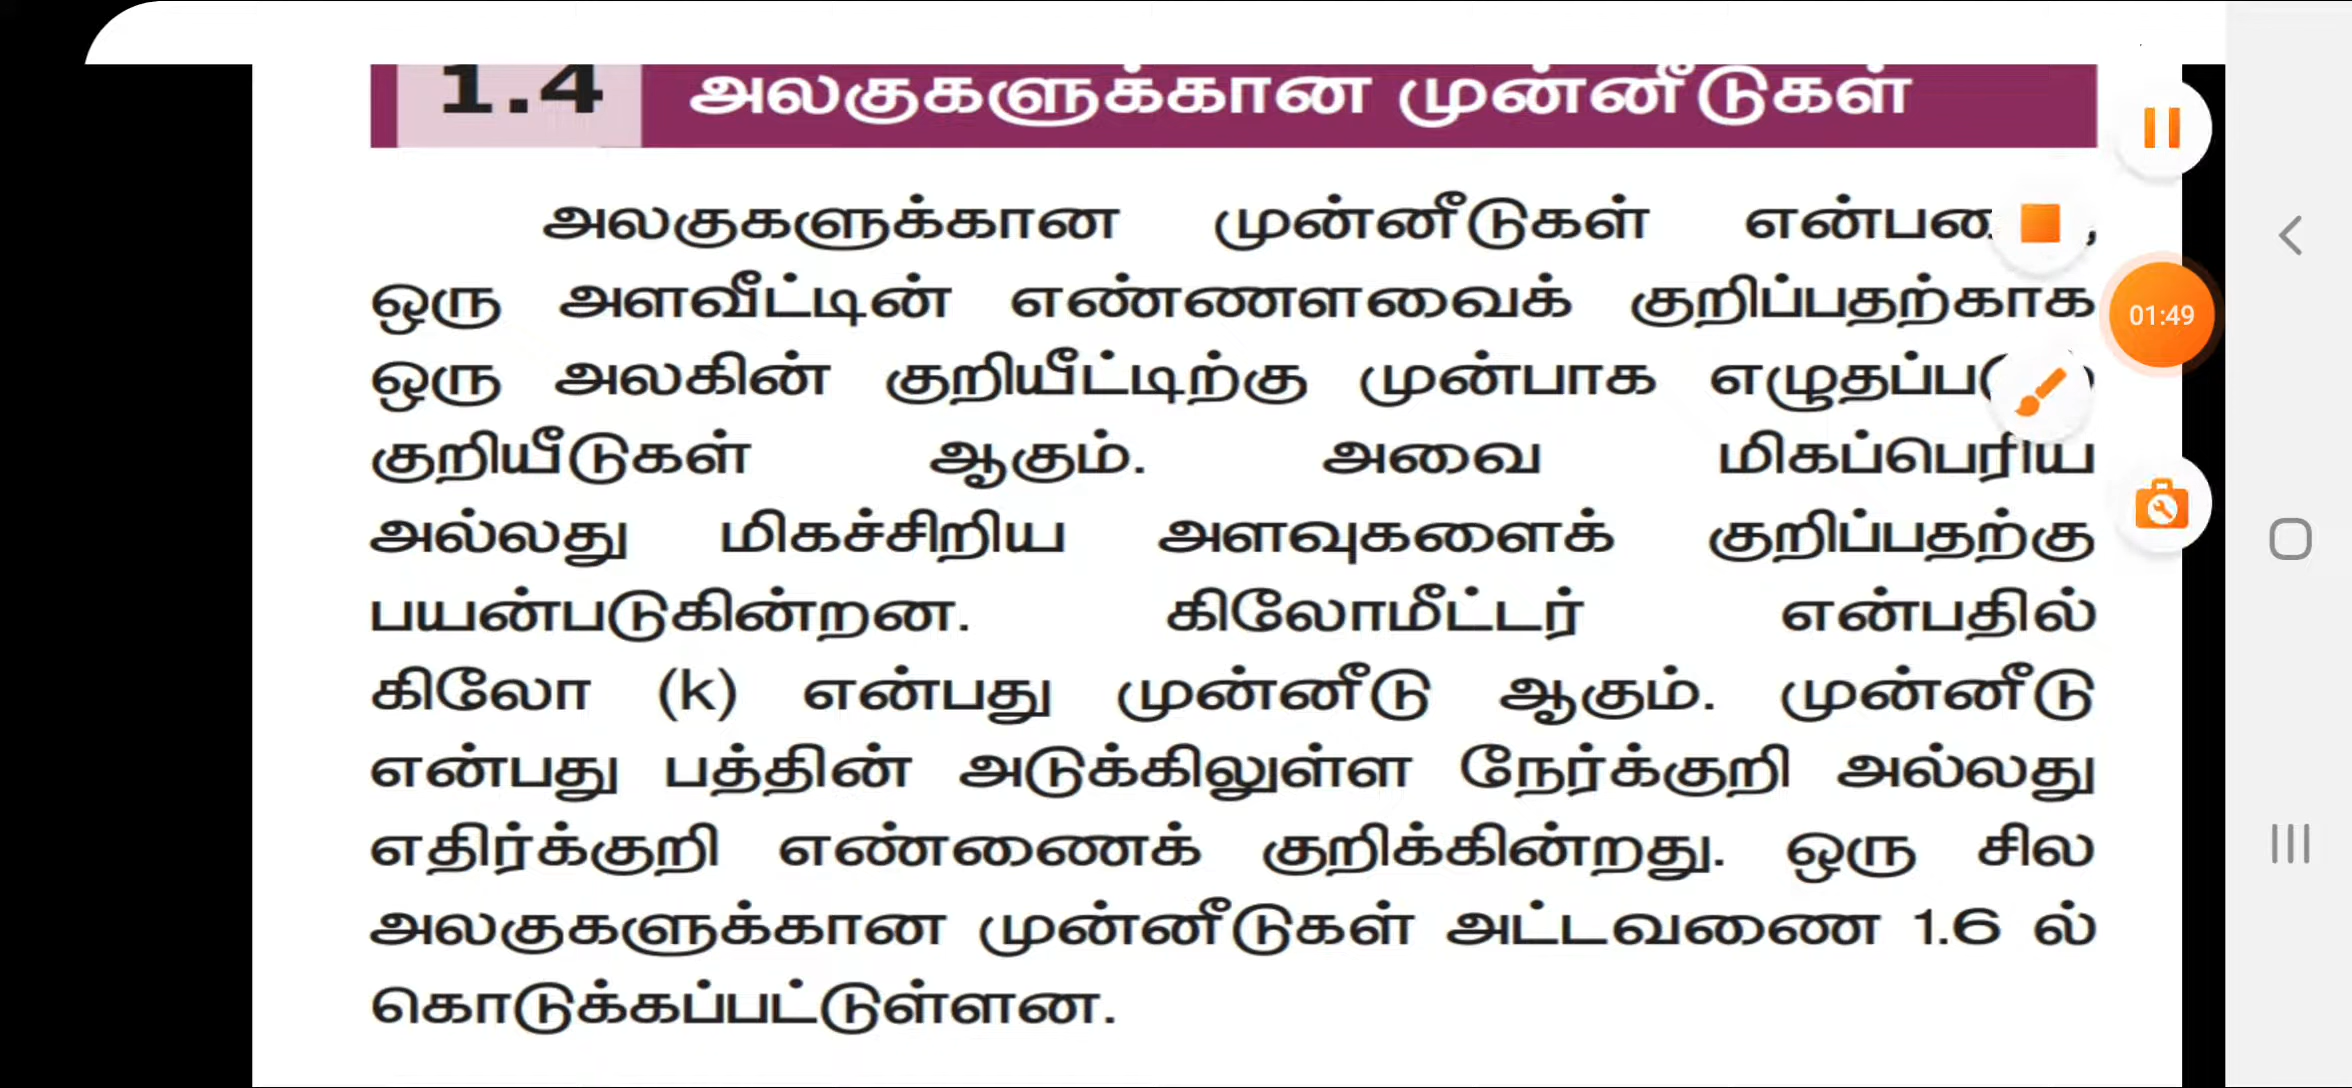 1.4 அலகுகளுக்கான முன்னீடுகள்
அலகுகளுக்கான முன்னீடுகள்
ஒரு அளவீட்டின் எண்ணளவைக் குறிப்பதற்காக
01:49
ஒரு அலகின் குறியீட்டிற்கு முன்பாக
குறியீடுகள் ஆகும். அவை மிகப்பெரிய
அல்லது மிகச்சிறிய அளவுகளைக் குறிப்பதற்கு
பயன்படுகின்றன. கிலோமீட்டர் என்பதில்
கிலோ (k) என்பது முன்னீடு ஆகும். முன்னீடு
என்பது பத்தின் அடுக்கிலுள்ள நேர்க்குறி அல்லது
எதிர்க்குறி எண்ணைக் குறிக்கின்றது. ஒரு சில
அலகுகளுக்கான முன்னீடுகள் அட்டவணை 1.6 ல்
கொடுக்கப்பட்டுள்ளன.